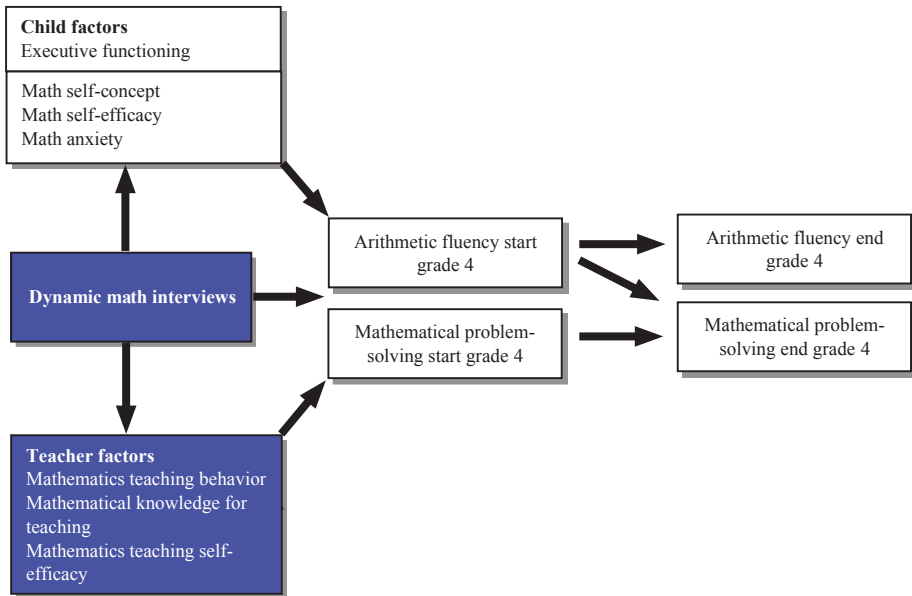 Child factors
Executive functioning
Math self-concept
Math self-efficacy
Math anxiety
Dynamic math interviews
Teacher factors
Mathematics teaching behavior
Mathematical knowledge for
teaching
Mathematics teaching self-
efficacy
Arithmetic fluency start
grade 4
Mathematical problem-
solving start grade 4
Arithmetic fluency end
grade 4
Mathematical problem-
solving end grade 4